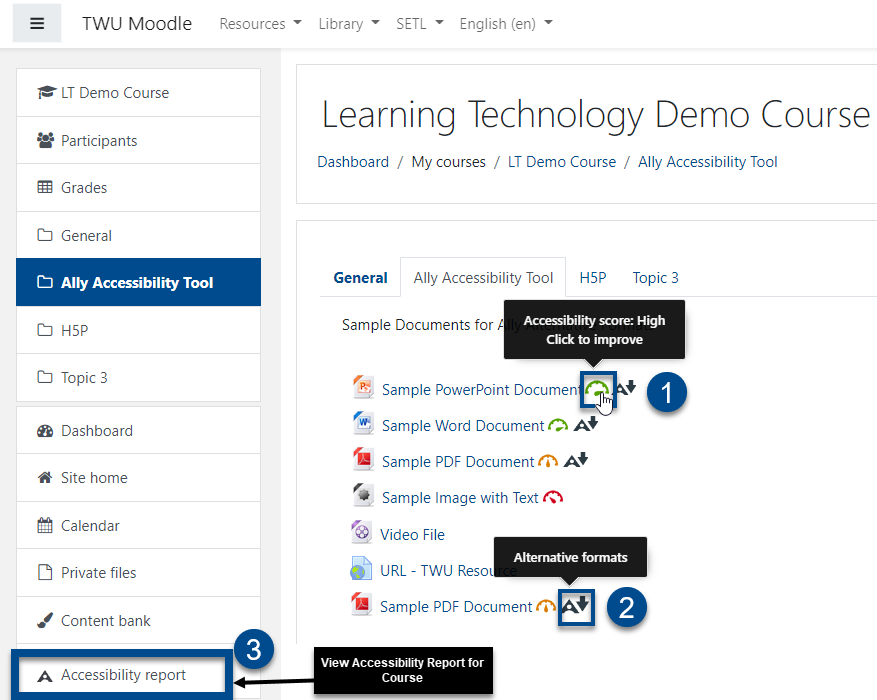 TWU Moodle Resources Library SETL English (en)
LT Demo Course
Participants
Grades
General
Ally Accessibility Tool
H5P
Topic 3
Dashboard
Site home
Calendar
Private files
Content bank
Accessibility report
3
View Accessibility Report for
Course
Learning Technology Demo Course
Dashboard / My courses / LT Demo Course / Ally Accessibility Tool
General Ally Accessibility Tool H5P Topic 3
Sample Documents for
Accessibility score: High
Click to improve
Sample PowerPoint Document
1
Sample Word Document
Sample PDF Document
Sample Image with Text
Video File
Alternative formats
URL - TWU Resource
Sample PDF Document
2